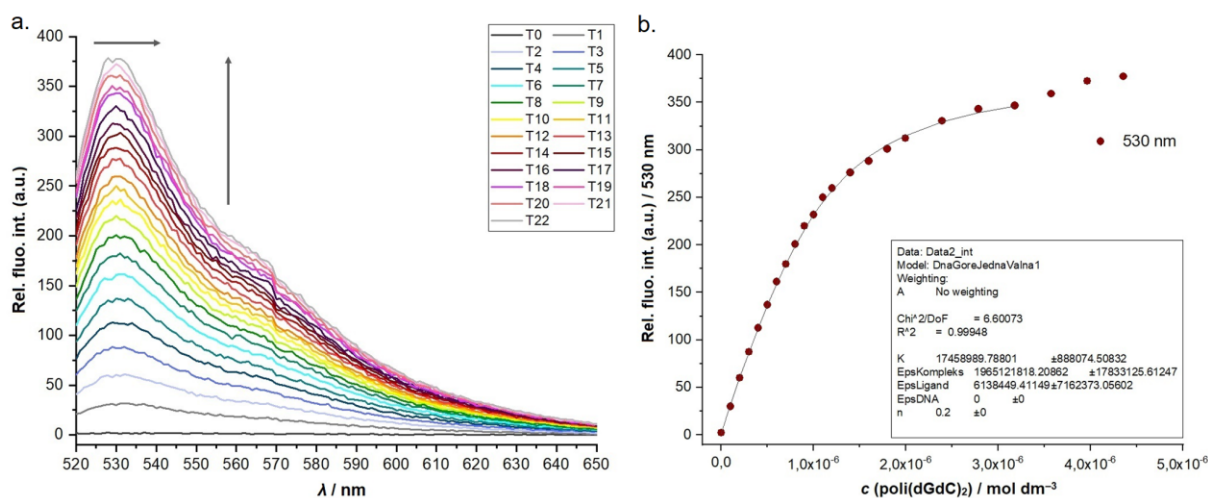 a.
Rel. fluo. int. (a.u.)
400
350
300
250
200
150
100
50
0
520 530 540 550 560 570 580 590 600 610 620 630 640 650
λ / nm
T0 T1
T2 T3
T4 T5
T6 T7
T8 T9
T10 T11
T12 T13
T14 T15
T16 T17
T18 T19
T20 T21
T22
b.
Rel. fluo. int. (a.u.) / 530 nm
400
350
300
250
200
150
100
50
0
0,0 1,0x10⁻⁶ 2,0x10⁻⁶ 3,0x10⁻⁶ 4,0x10⁻⁶ 5,0x10⁻⁶
c (poli(dGdC)₂) / mol dm⁻³
530 nm
Data: Data2_int
Model: DnaGoreJednaValna1
Weighting:
A No weighting
Chi^2/DoF = 6.60073
R^2 = 0.99948
K 17458989.78801 ±888074.50832
EpsKompleks 1965121818.20862 ±17833125.61247
EpsLigand 6138449.41149±7162373.05602
EpsDNA 0 ±0
n 0.2 ±0